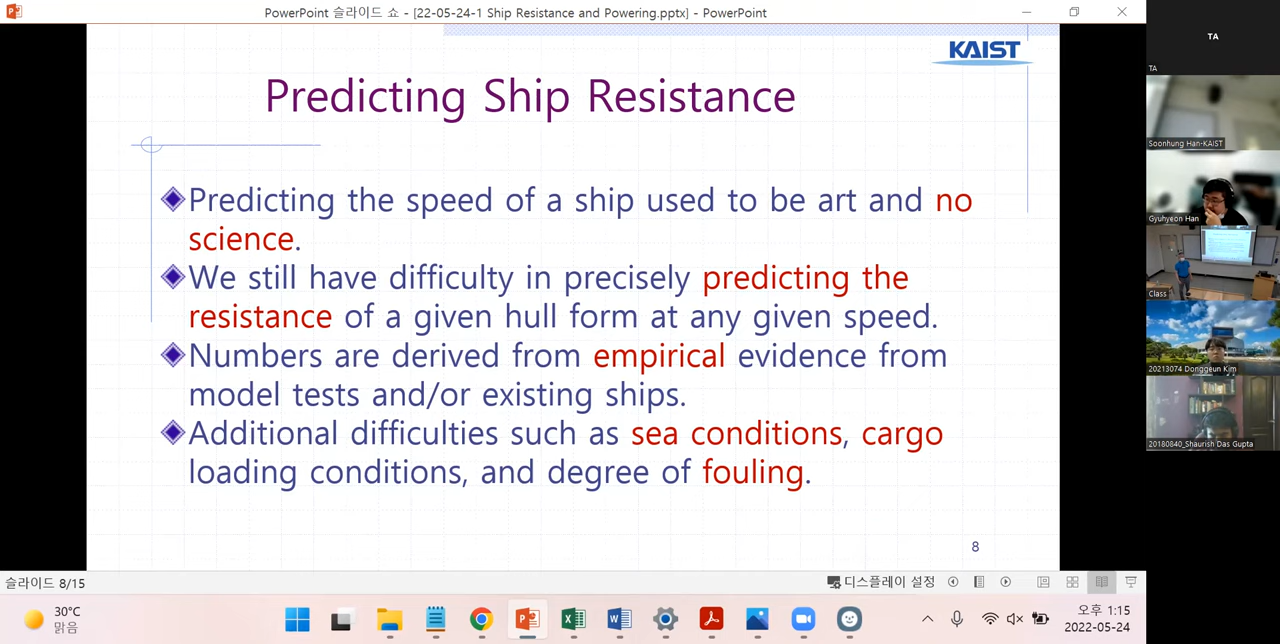 PowerPoint 슬라이드 쇼 - [22-05-24-1 Ship Resistance and Powering.pptx] - PowerPoint
KAIST
Predicting Ship Resistance
Predicting the speed of a ship used to be art and no
science.
We still have difficulty in precisely predicting the
resistance of a given hull form at any given speed.
Numbers are derived from empirical evidence from
model tests and/or existing ships.
Additional difficulties such as sea conditions, cargo
loading conditions, and degree of fouling.
8
TA
TA
Soonhung Han-KAIST
Gyuhyeon Han
Class
20213074 Donggeun Kim
20180840_Shaurish Das Gupta
슬라이드 8/15
디스플레이 설정
30°C
맑음
오후 1:15
2022-05-24